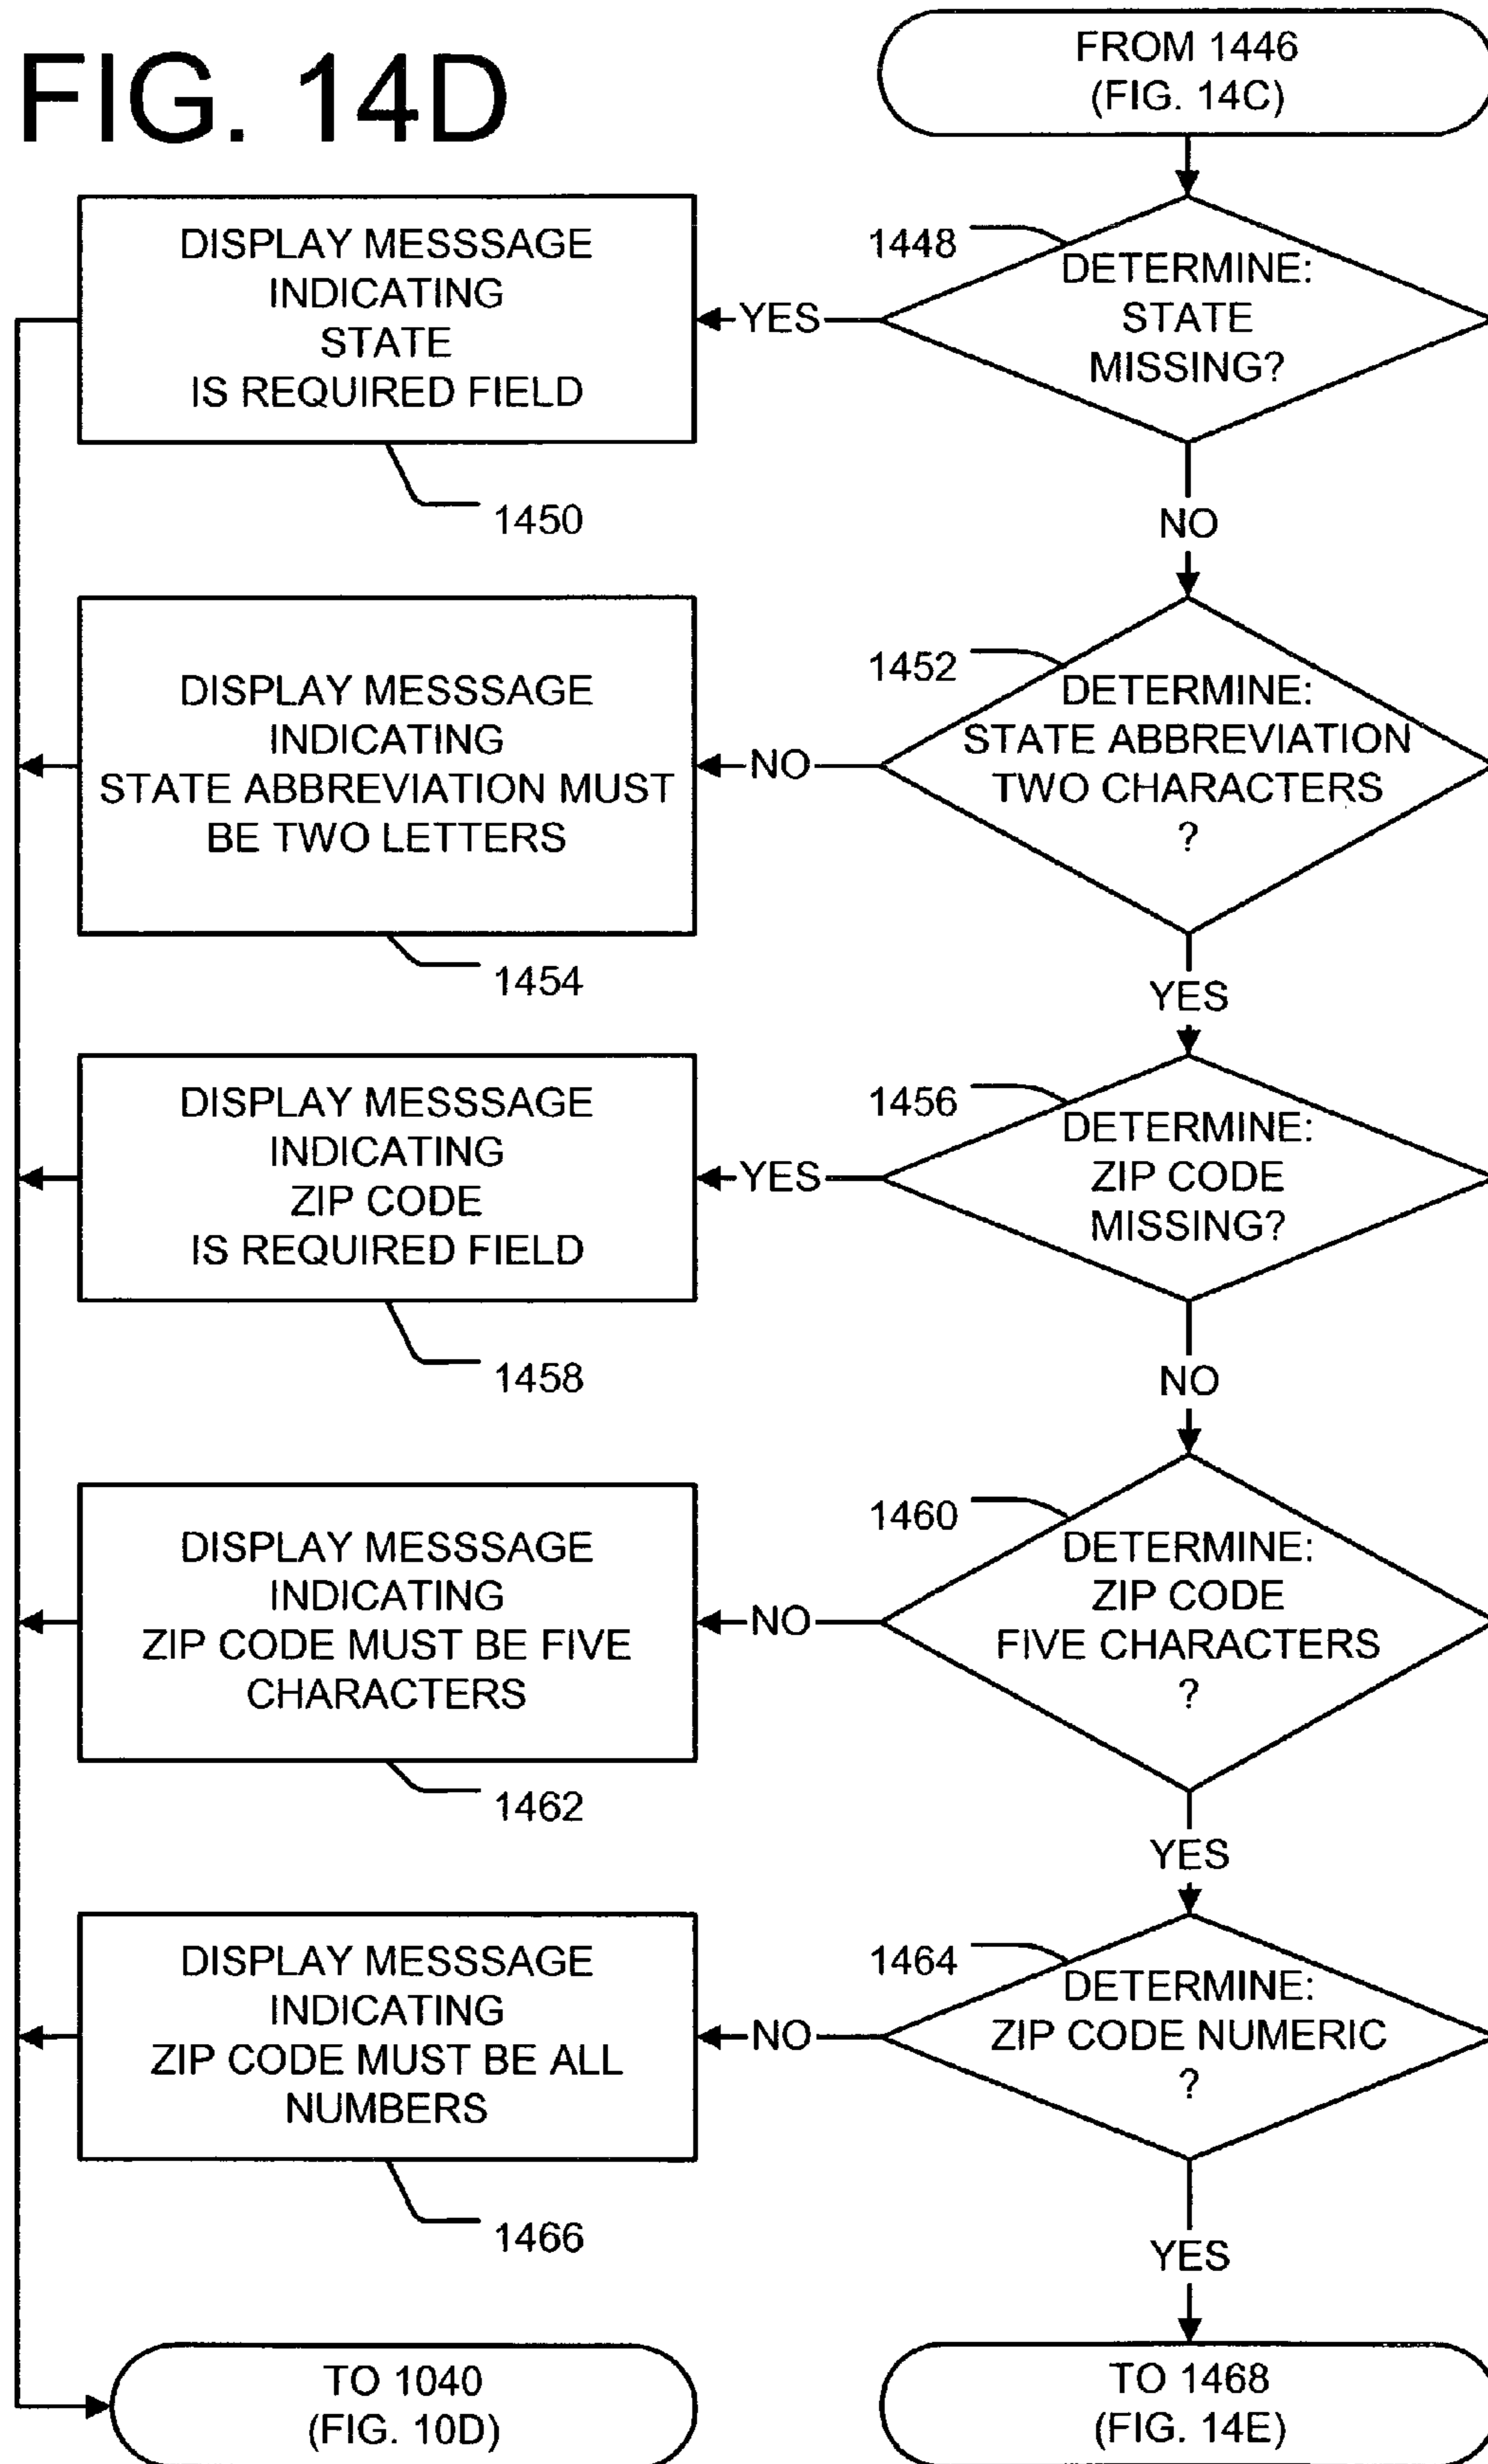 FIG. 14D
FROM 1446
(FIG. 14C)
1448
DETERMINE:
STATE
MISSING?
YES
DISPLAY MESSSAGE
INDICATING
STATE
IS REQUIRED FIELD
1450
NO
1452
DETERMINE:
STATE ABBREVIATION
TWO CHARACTERS
?
NO
DISPLAY MESSSAGE
INDICATING
STATE ABBREVIATION MUST
BE TWO LETTERS
1454
YES
1456
DETERMINE:
ZIP CODE
MISSING?
YES
DISPLAY MESSSAGE
INDICATING
ZIP CODE
IS REQUIRED FIELD
1458
NO
1460
DETERMINE:
ZIP CODE
FIVE CHARACTERS
?
NO
DISPLAY MESSSAGE
INDICATING
ZIP CODE MUST BE FIVE
CHARACTERS
1462
YES
1464
DETERMINE:
ZIP CODE NUMERIC
?
NO
DISPLAY MESSSAGE
INDICATING
ZIP CODE MUST BE ALL
NUMBERS
1466
YES
TO 1040
(FIG. 10D)
TO 1468
(FIG. 14E)